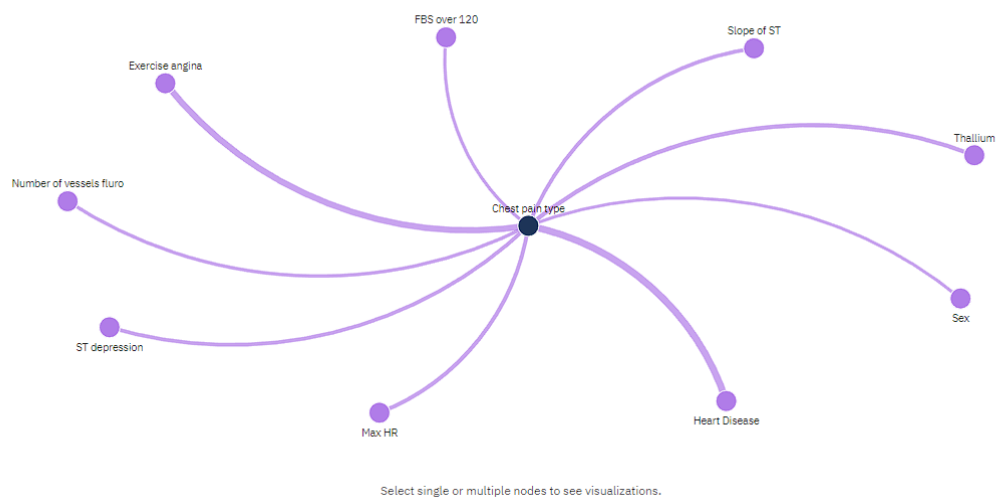 FBS over 120
Slope of ST
Exercise angina
Thallium
Number of vessels fluro
Chest pain type
Sex
ST depression
Heart Disease
Max HR
Select single or multiple nodes to see visualizations.